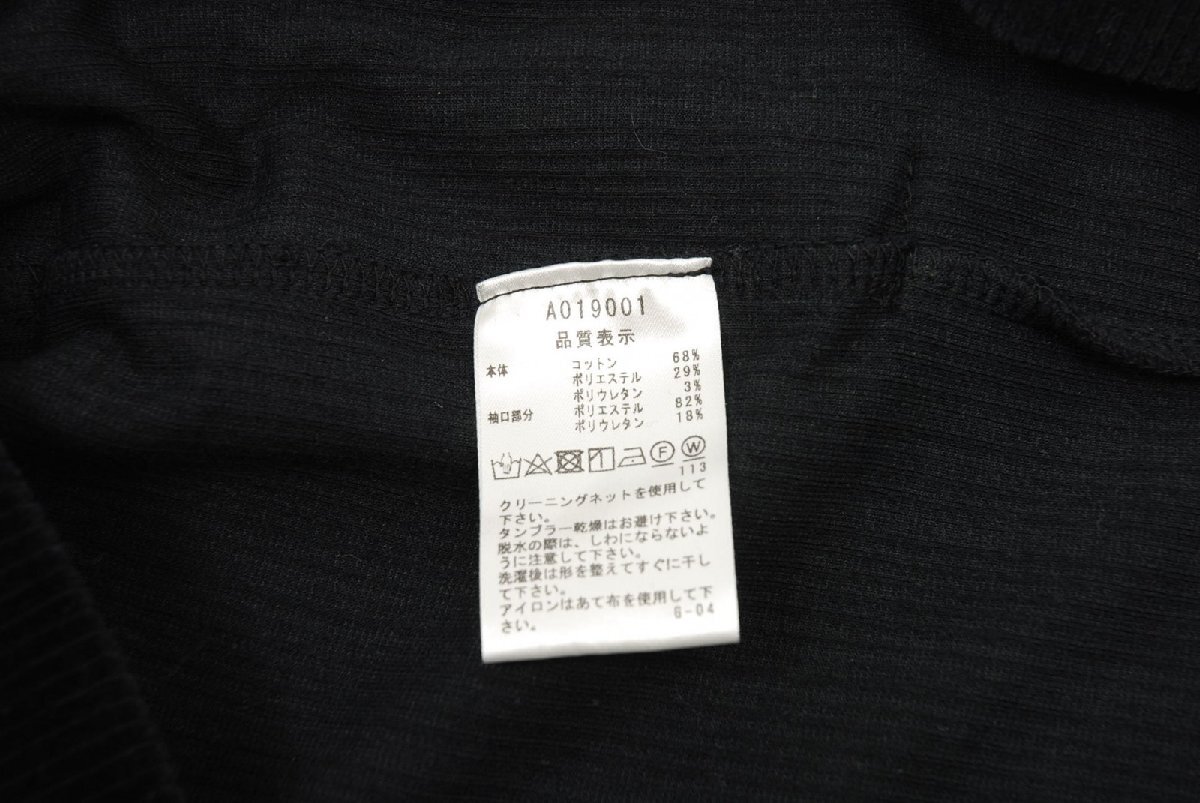 A019001
品質表示
本体 コットン 68%
ポリエステル 29%
ポリウレタン 3%
袖口部分 ポリエステル 82%
ポリウレタン 18%
F W
113
クリーニングネットを使用して
下さい。
タンブラー乾燥はお避け下さい。
脱水の際は、しわにならないよ
うに注意して下さい。
洗濯後は形を整えてすぐに干し
て下さい。
アイロンはあて布を使用して下
さい。 6-04